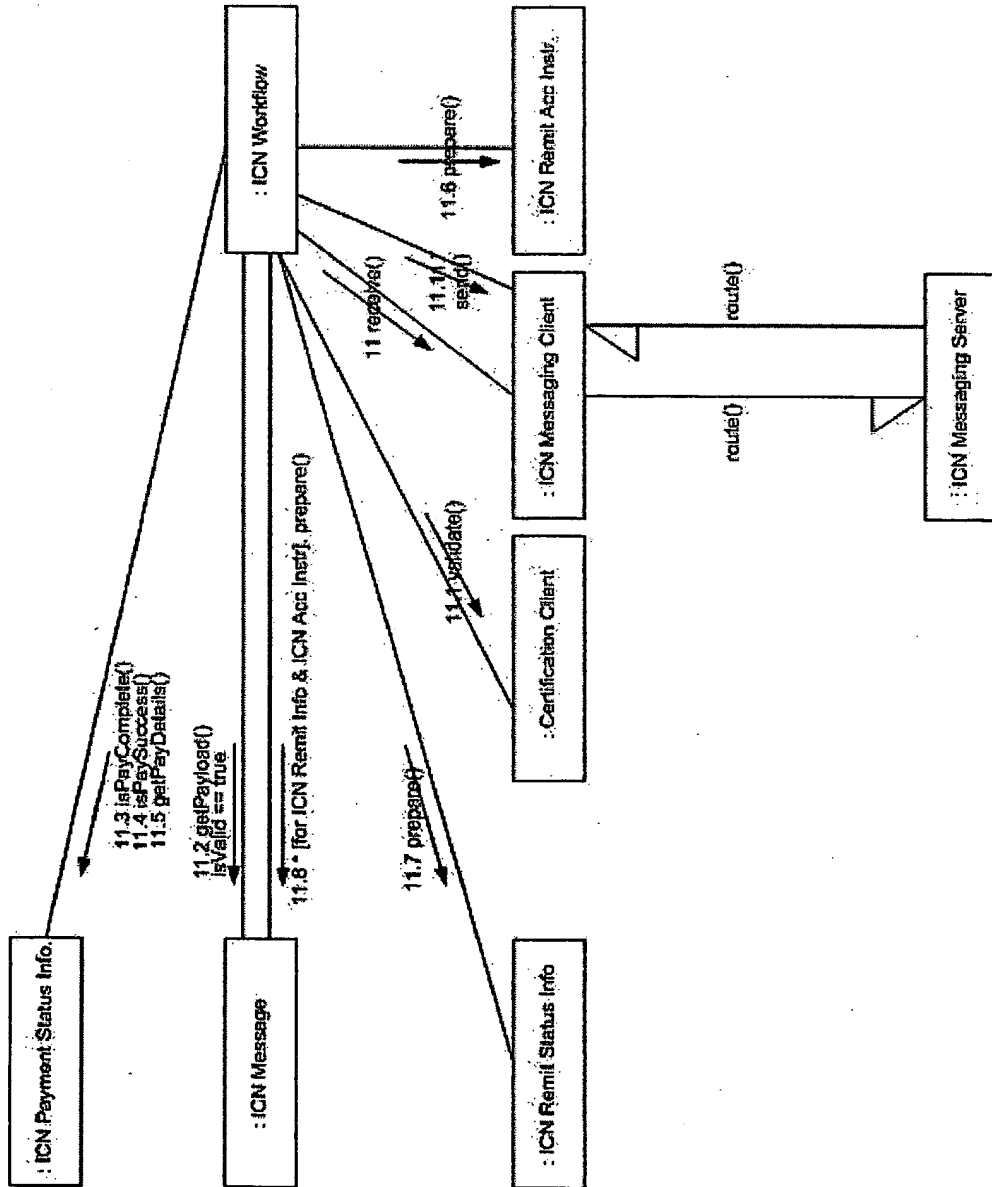 : ICN Payment Status Info.
11.3 isPayComplete()
11.4 isPaySuccess()
11.5 getPayDetails()
: ICN Message
11.2 getPayload()
isValid == true
11.8 * [for ICN Remit Info & ICN Acc Instr]. prepare()
: ICN Workflow
: ICN Remit Status Info
11.7 prepare()
: Certification Client
11.1 validate()
: ICN Messaging Client
11 receive()
send()
: ICN Remit Acc Instr.
11.6 prepare()
route()
route()
: ICN Messaging Server